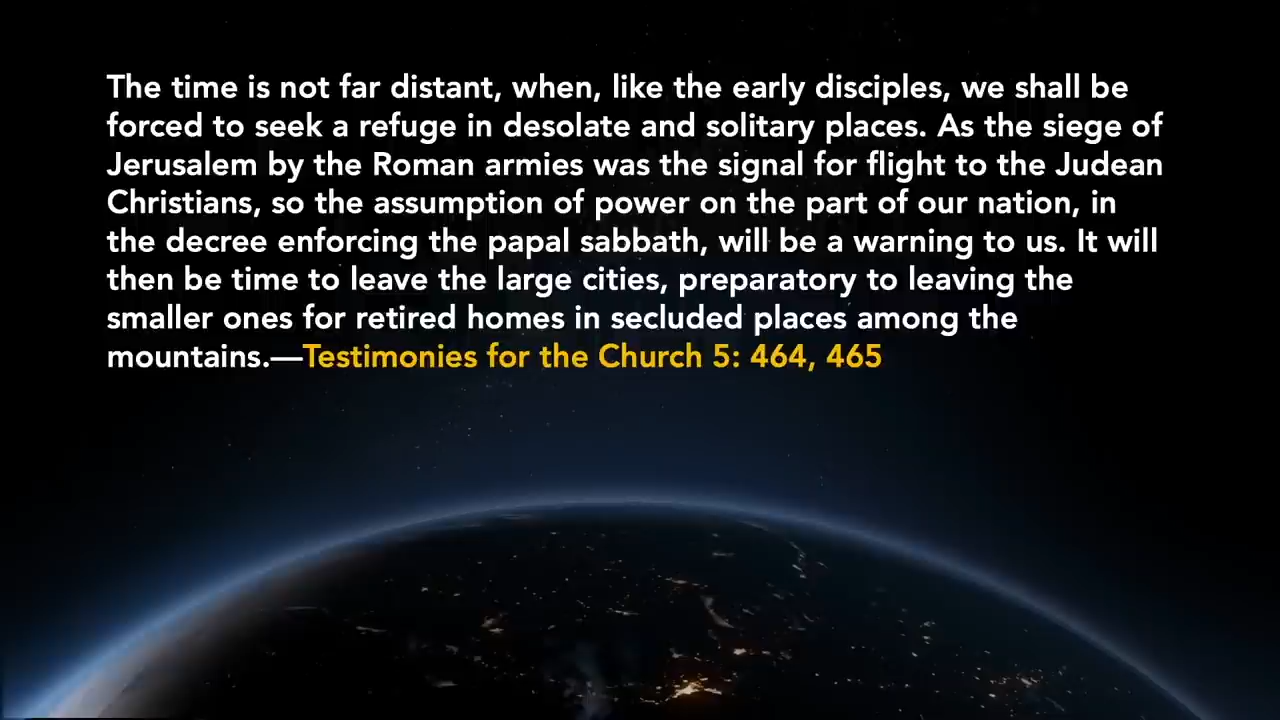 The time is not far distant, when, like the early disciples, we shall be
forced to seek a refuge in desolate and solitary places. As the siege of
Jerusalem by the Roman armies was the signal for flight to the Judean
Christians, so the assumption of power on the part of our nation, in
the decree enforcing the papal sabbath, will be a warning to us. It will
then be time to leave the large cities, preparatory to leaving the
smaller ones for retired homes in secluded places among the
mountains.—Testimonies for the Church 5: 464, 465